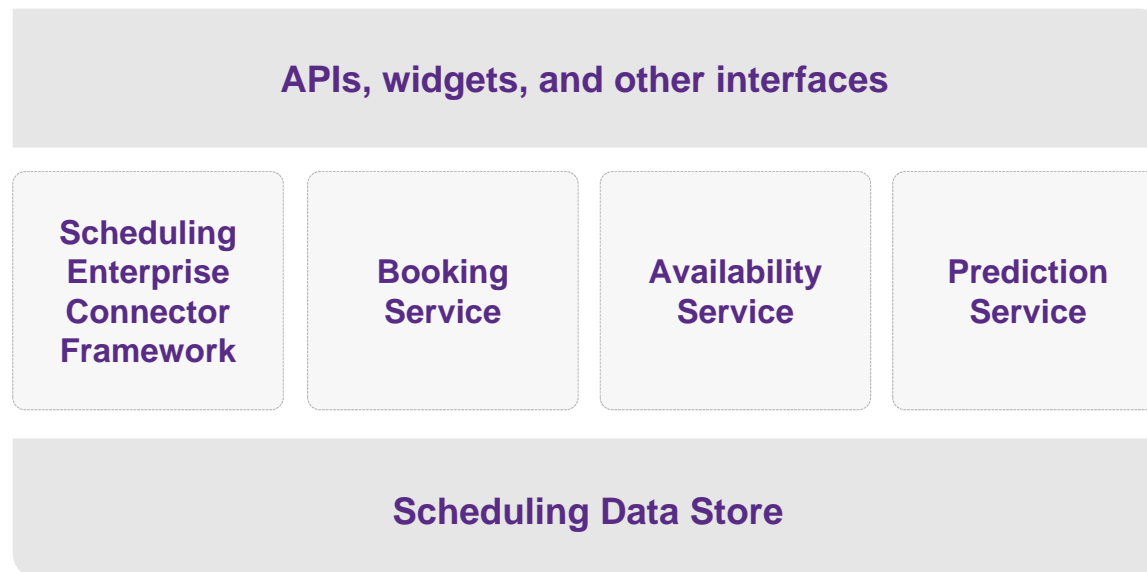 APIs, widgets, and other interfaces
Scheduling
Enterprise
Connector
Framework
Booking
Service
Availability
Service
Prediction
Service
Scheduling Data Store